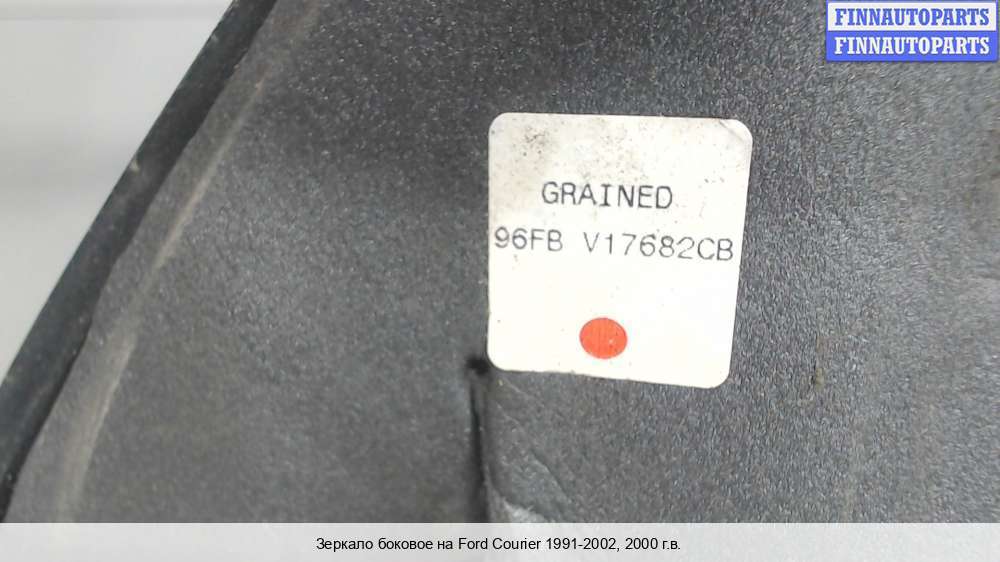 FINNAUTOPARTS
FINNAUTOPARTS
GRAINED
96FB V17682CB
Зеркало боковое на Ford Courier 1991-2002, 2000 г.в.